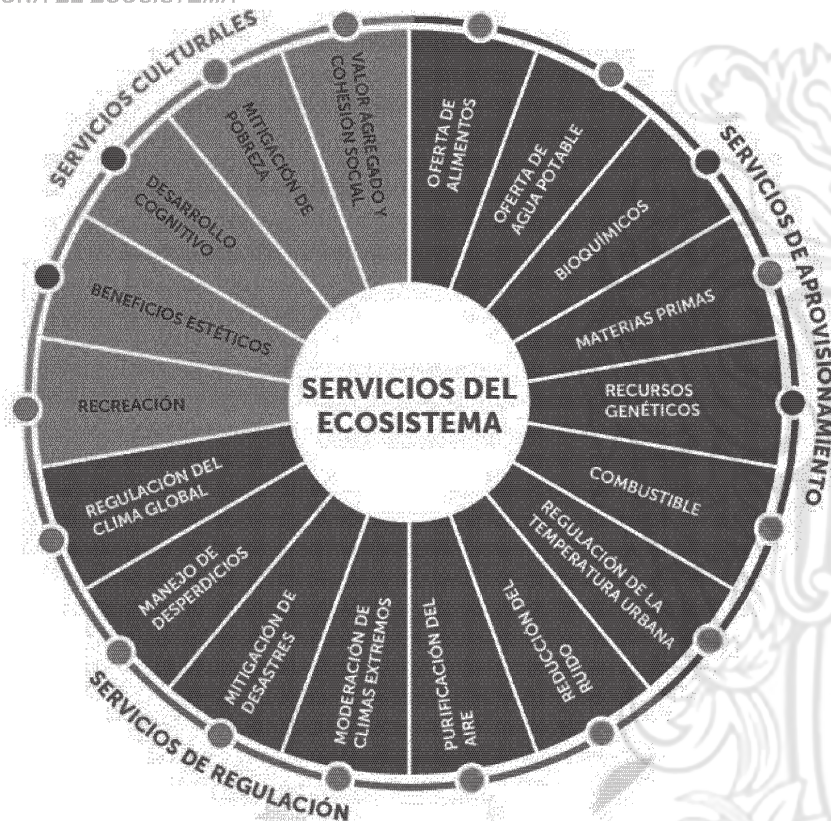 ONA EL ECOSISTEMA
SERVICIOS CULTURALES
SERVICIOS DE APROVISIONAMIENTO
SERVICIOS DE REGULACIÓN
SERVICIOS DEL
ECOSISTEMA
OFERTA DE
ALIMENTOS
OFERTA DE
AGUA POTABLE
BIOQUÍMICOS
MATERIAS PRIMAS
RECURSOS
GENÉTICOS
COMBUSTIBLE
REGULACIÓN DE LA
TEMPERATURA URBANA
REDUCCIÓN DEL
RUIDO
PURIFICACIÓN DEL
AIRE
MODERACIÓN DE
CLIMAS EXTREMOS
MITIGACIÓN DE
DESASTRES
MANEJO DE
DESPERDICIOS
REGULACIÓN DEL
CLIMA GLOBAL
RECREACIÓN
BENEFICIOS ESTÉTICOS
DESARROLLO
COGNITIVO
MITIGACIÓN DE
POBREZA
VALOR AGREGADO Y
COHESIÓN SOCIAL